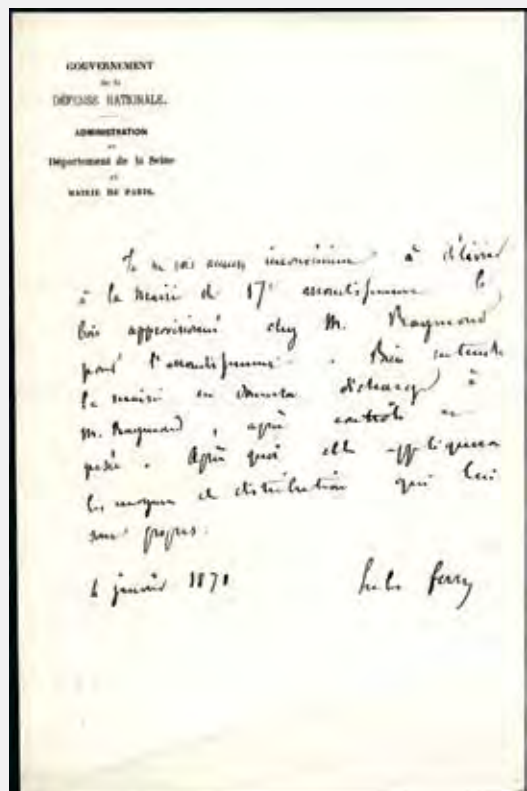 GOUVERNEMENT
de la
DÉFENSE NATIONALE.
ADMINISTRATION
du
Département de la Seine
et
MAIRIE DE PARIS.
Je ne vois aucun inconvénient à délivrer
à la mairie du 17e arrondissement le
bois approvisionné chez M. Raymond
pour l'arrondissement. Bien entendu
la mairie en donnera décharge à
M. Raymond, après contrôle et
pesée. Après quoi elle appliquera
les moyens de distribution qui lui
sont propres.
janvier 1871
Jules Ferry